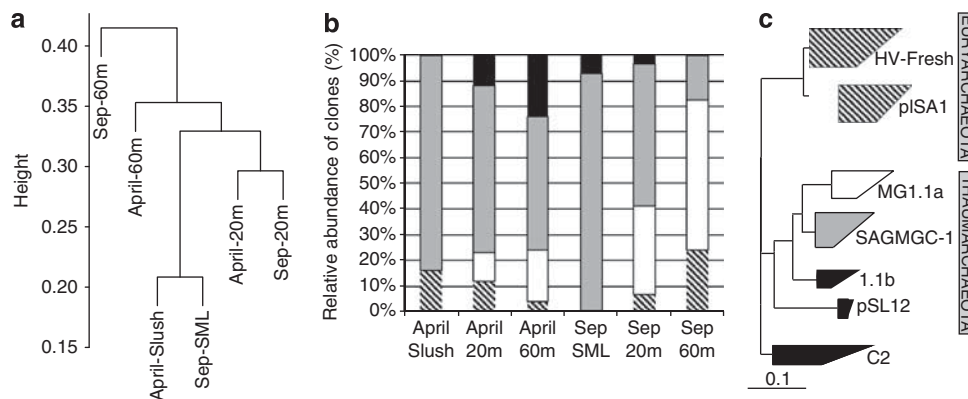 a
Height
0.40
0.35
0.30
0.25
0.20
0.15
Sep-60m
April-60m
April-20m
Sep-20m
April-Slush
Sep-SML
b
Relative abundance of clones (%)
100%
90%
80%
70%
60%
50%
40%
30%
20%
10%
0%
April Slush
April 20m
April 60m
Sep SML
Sep 20m
Sep 60m
c
HV-Fresh
pISA1
MG1.1a
SAGMGC-1
1.1b
pSL12
C2
0.1
EURYARCHAEOTA
THAUMARCHAEOTA